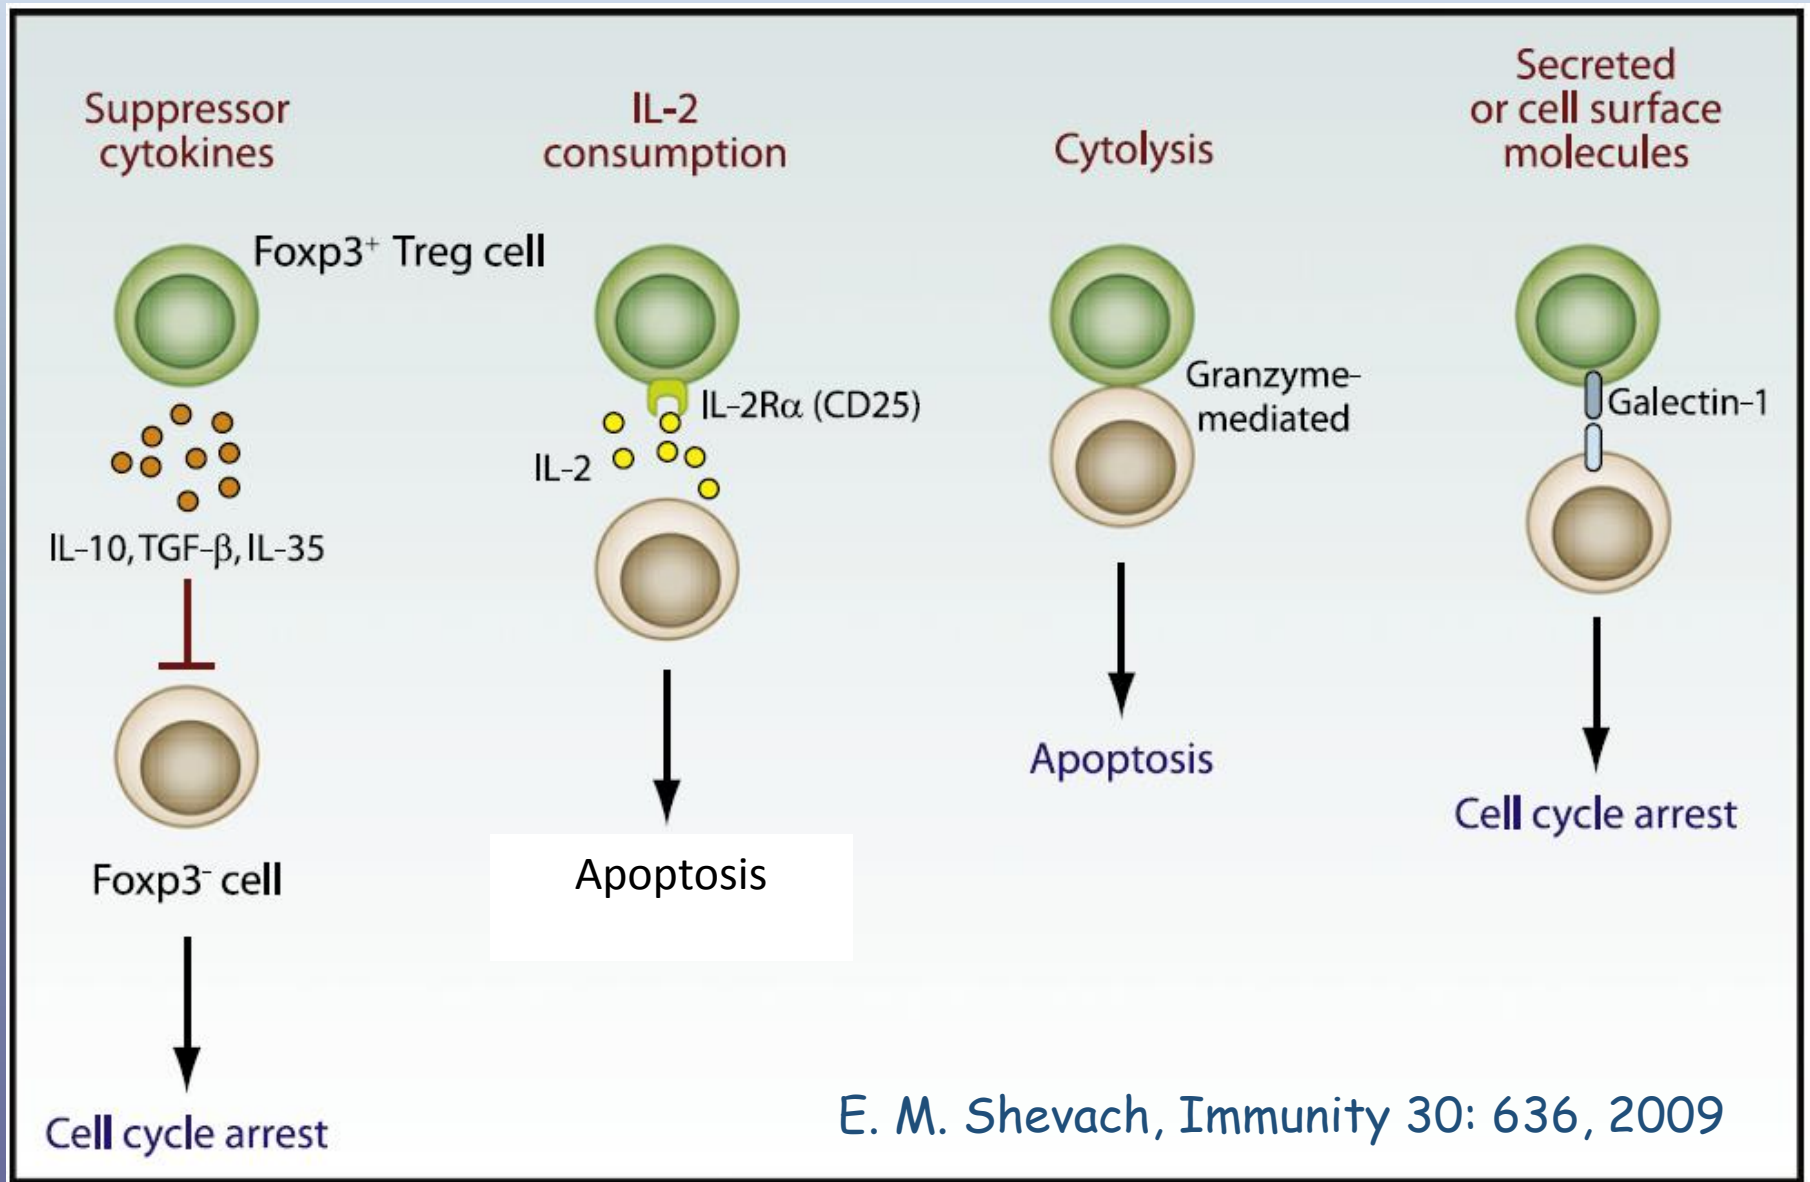 Suppressor
cytokines
IL-2
consumption
Cytolysis
Secreted
or cell surface
molecules
Foxp3⁺ Treg cell
IL-10, TGF-β, IL-35
Foxp3⁻ cell
Cell cycle arrest
IL-2Rα (CD25)
IL-2
Apoptosis
Granzyme-
mediated
Apoptosis
Galectin-1
Cell cycle arrest
E. M. Shevach, Immunity 30: 636, 2009